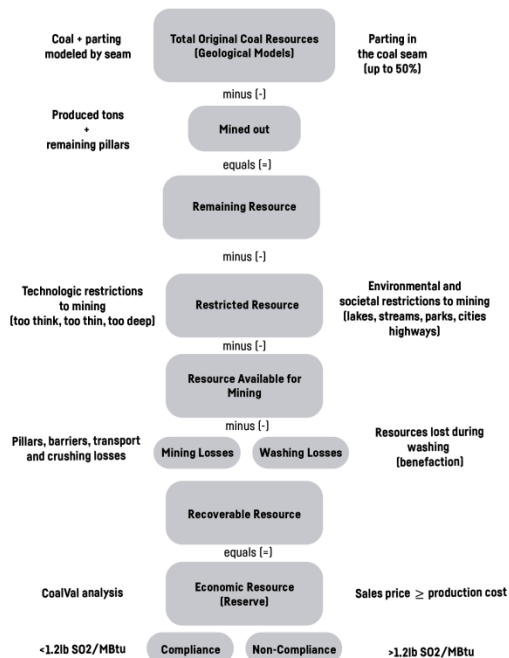 Coal + parting
modeled by seam
Total Original Coal Resources
(Geological Models)
Parting in
the coal seam
(up to 50%)
minus (-)
Produced tons
+
remaining pillars
Mined out
equals (=)
Remaining Resource
minus (-)
Technologic restrictions
to mining
(too think, too thin, too deep)
Restricted Resource
Environmental and
societal restrictions to mining
(lakes, streams, parks, cities
highways)
minus (-)
Resource Available for
Mining
minus (-)
Pillars, barriers, transport
and crushing losses
Mining Losses
Washing Losses
Resources lost during
washing
(benefaction)
Recoverable Resource
equals (=)
CoalVal analysis
Economic Resource
(Reserve)
Sales price ≥ production cost
<1.2lb SO2/MBtu
Compliance
Non-Compliance
>1.2lb SO2/MBtu